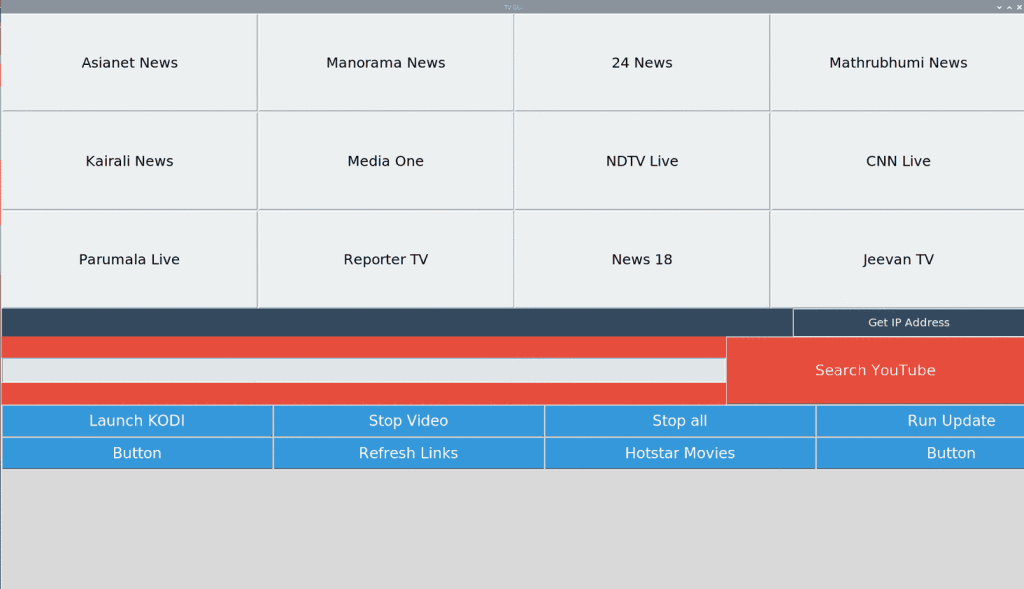 Asianet News
Manorama News
24 News
Mathrubhumi News
Kairali News
Media One
NDTV Live
CNN Live
Parumala Live
Reporter TV
News 18
Jeevan TV
Get IP Address
Search YouTube
Launch KODI
Stop Video
Stop all
Run Update
Button
Refresh Links
Hotstar Movies
Button